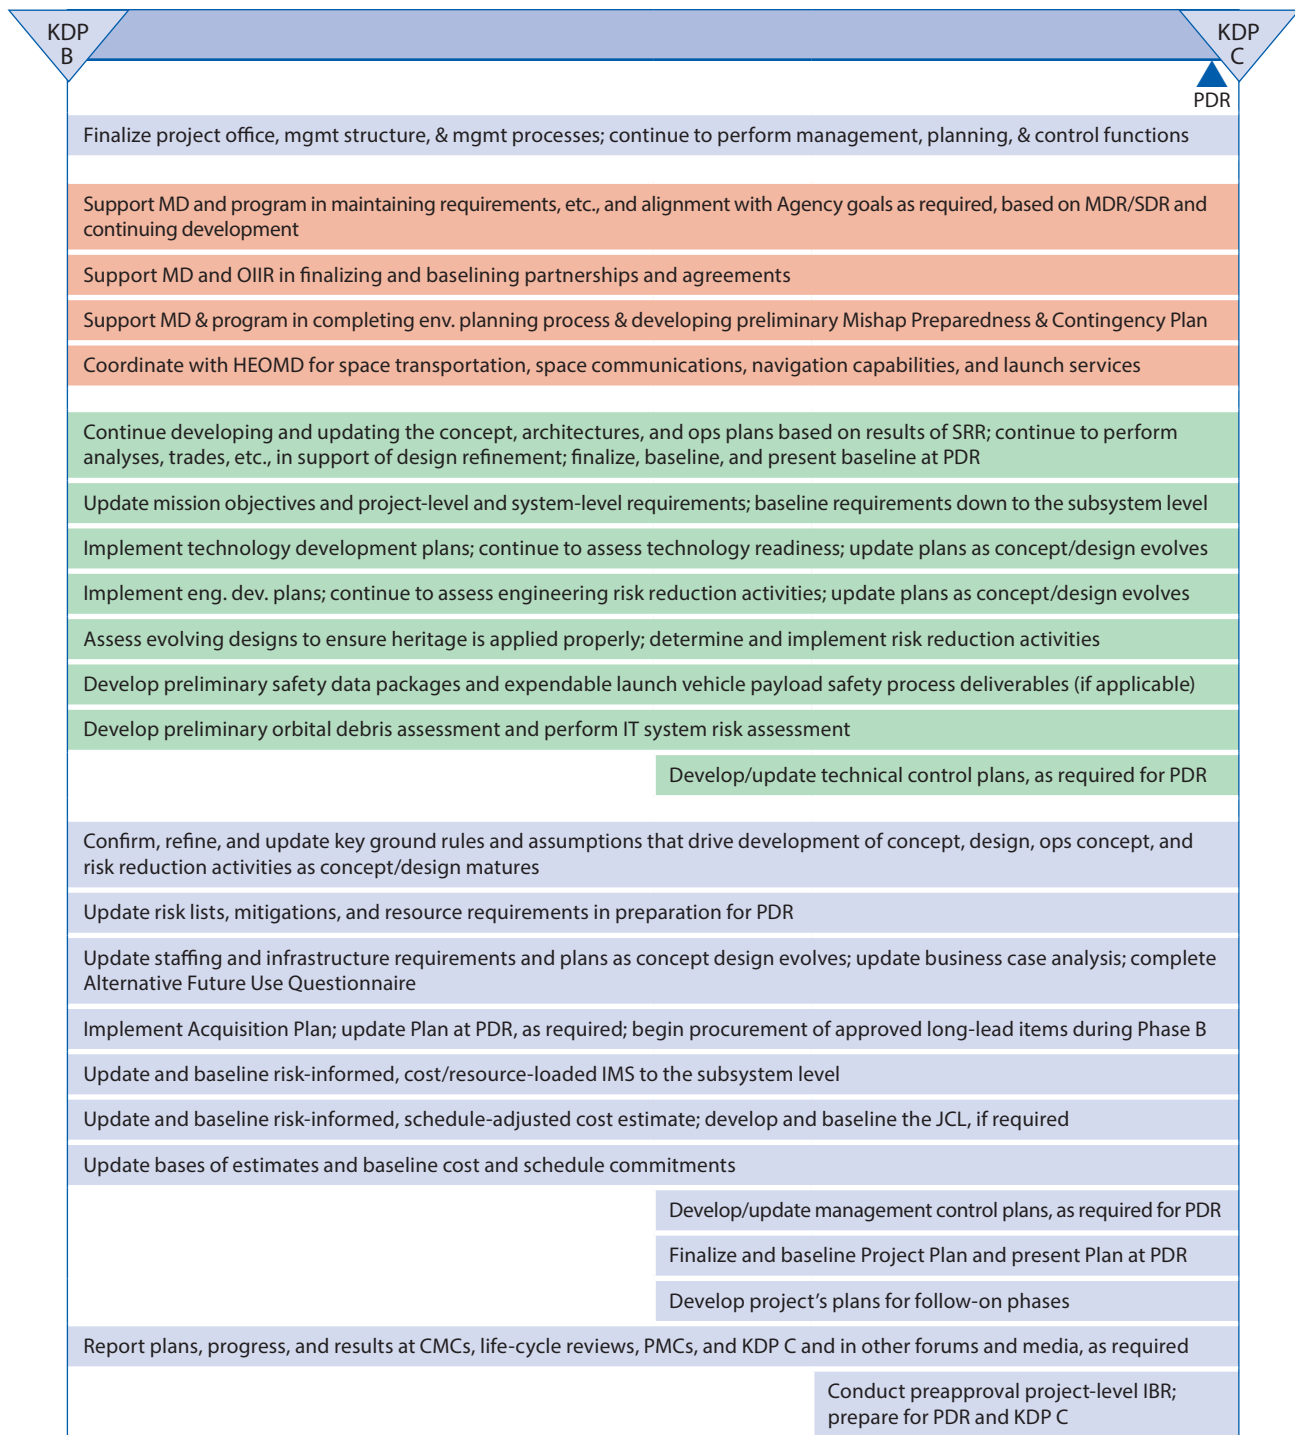 KDP
B
KDP
C
PDR
Finalize project office, mgmt structure, & mgmt processes; continue to perform management, planning, & control functions
Support MD and program in maintaining requirements, etc., and alignment with Agency goals as required, based on MDR/SDR and
continuing development
Support MD and OIIR in finalizing and baselining partnerships and agreements
Support MD & program in completing env. planning process & developing preliminary Mishap Preparedness & Contingency Plan
Coordinate with HEOMD for space transportation, space communications, navigation capabilities, and launch services
Continue developing and updating the concept, architectures, and ops plans based on results of SRR; continue to perform
analyses, trades, etc., in support of design refinement; finalize, baseline, and present baseline at PDR
Update mission objectives and project-level and system-level requirements; baseline requirements down to the subsystem level
Implement technology development plans; continue to assess technology readiness; update plans as concept/design evolves
Implement eng. dev. plans; continue to assess engineering risk reduction activities; update plans as concept/design evolves
Assess evolving designs to ensure heritage is applied properly; determine and implement risk reduction activities
Develop preliminary safety data packages and expendable launch vehicle payload safety process deliverables (if applicable)
Develop preliminary orbital debris assessment and perform IT system risk assessment
Develop/update technical control plans, as required for PDR
Confirm, refine, and update key ground rules and assumptions that drive development of concept, design, ops concept, and
risk reduction activities as concept/design matures
Update risk lists, mitigations, and resource requirements in preparation for PDR
Update staffing and infrastructure requirements and plans as concept design evolves; update business case analysis; complete
Alternative Future Use Questionnaire
Implement Acquisition Plan; update Plan at PDR, as required; begin procurement of approved long-lead items during Phase B
Update and baseline risk-informed, cost/resource-loaded IMS to the subsystem level
Update and baseline risk-informed, schedule-adjusted cost estimate; develop and baseline the JCL, if required
Update bases of estimates and baseline cost and schedule commitments
Develop/update management control plans, as required for PDR
Finalize and baseline Project Plan and present Plan at PDR
Develop project's plans for follow-on phases
Report plans, progress, and results at CMCs, life-cycle reviews, PMCs, and KDP C and in other forums and media, as required
Conduct preapproval project-level IBR;
prepare for PDR and KDP C